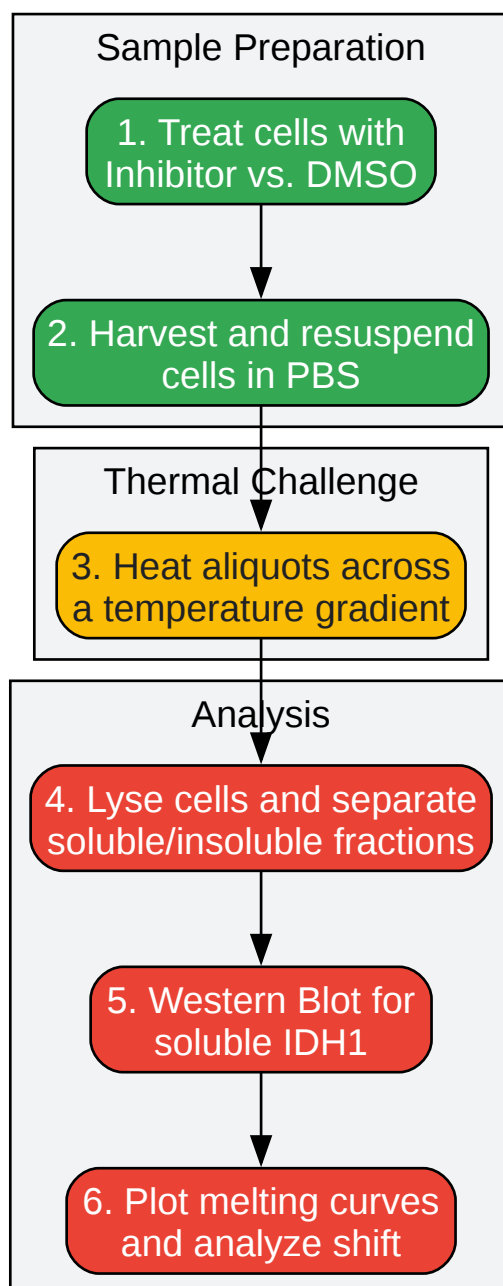 Sample Preparation
1. Treat cells with
Inhibitor vs. DMSO
2. Harvest and resuspend
cells in PBS
Thermal Challenge
3. Heat aliquots across
a temperature gradient
Analysis
4. Lyse cells and separate
soluble/insoluble fractions
5. Western Blot for
soluble IDH1
6. Plot melting curves
and analyze shift